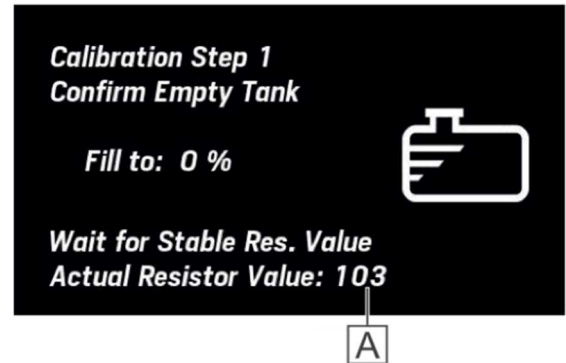 Calibration Step 1
Confirm Empty Tank
Fill to: 0 %
Wait for Stable Res. Value
Actual Resistor Value: 103
A